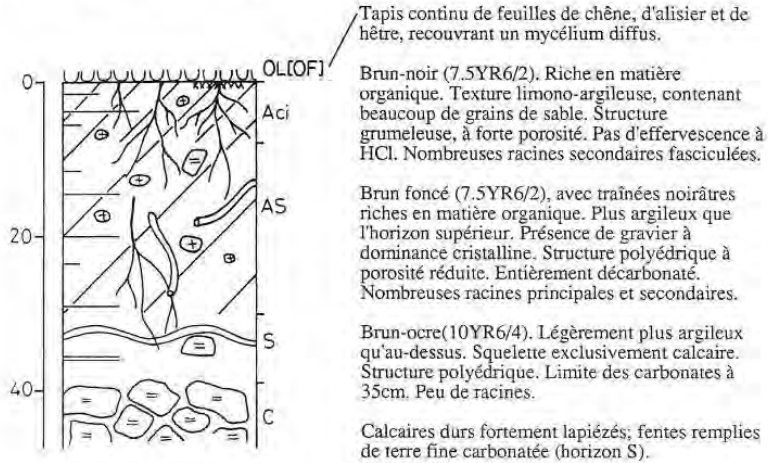 Tapis continu de feuilles de chêne, d'alisier et de
hêtre, recouvrant un mycélium diffus.
OL[OF]
0
Aci
Brun-noir (7.5YR6/2). Riche en matière
organique. Texture limono-argileuse, contenant
beaucoup de grains de sable. Structure
grumeleuse, à forte porosité. Pas d'effervescence à
HCl. Nombreuses racines secondaires fasciculées.
AS
20
Brun foncé (7.5YR6/2), avec traînées noirâtres
riches en matière organique. Plus argileux que
l'horizon supérieur. Présence de gravier à
dominance cristalline. Structure polyédrique à
porosité réduite. Entièrement décarbonaté.
Nombreuses racines principales et secondaires.
S
Brun-ocre(10YR6/4). Légèrement plus argileux
qu'au-dessus. Squelette exclusivement calcaire.
Structure polyédrique. Limite des carbonates à
35cm. Peu de racines.
40
C
Calcaires durs fortement lapiézés; fentes remplies
de terre fine carbonatée (horizon S).